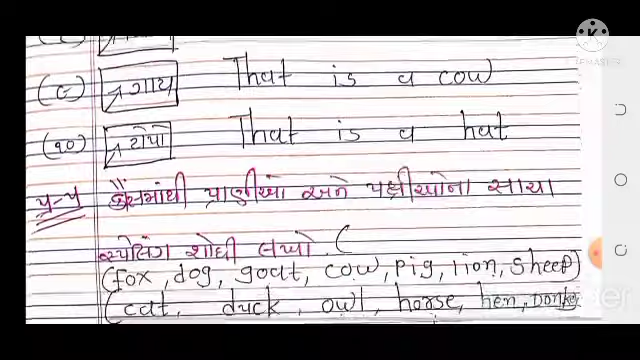 (૯) ગાય That is a cow
(૧૦) ટોપી That is a hat
પ્ર-૫ કૌંસમાંથી પ્રાણીઓ અને પક્ષીઓના સાચા
સ્પેલિંગ શોધી લખો. (
(fox, dog, goat, cow, pig, lion, sheep)
(cat, duck, owl, horse, hen, Donkey